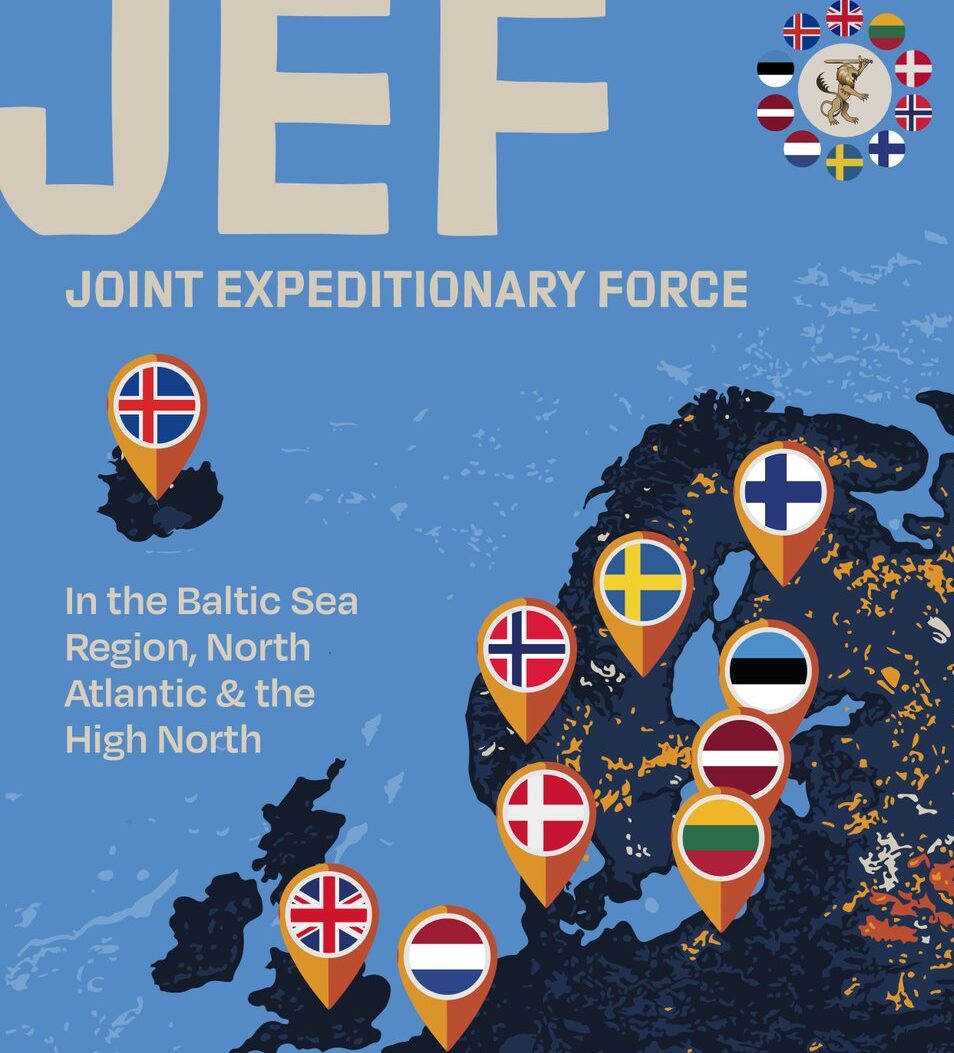 JEF
JOINT EXPEDITIONARY FORCE
In the Baltic Sea
Region, North
Atlantic & the
High North